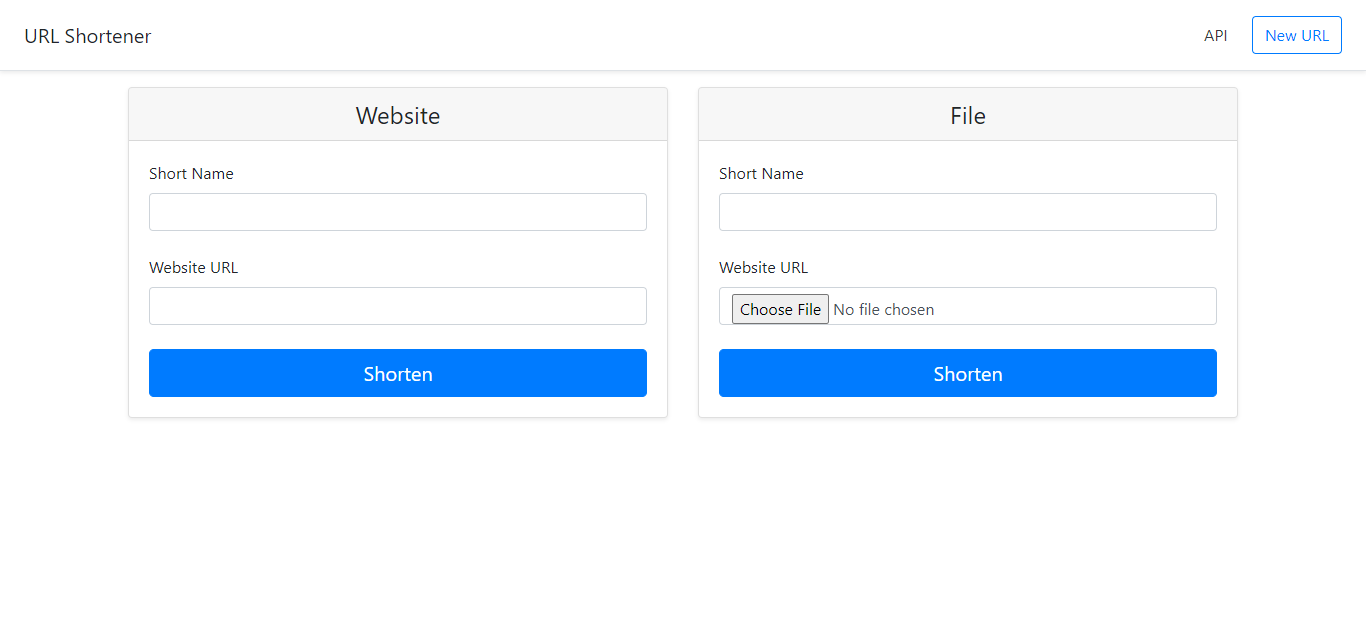 URL Shortener
API
New URL
Website
Short Name
Website URL
Shorten
File
Short Name
Website URL
Choose File No file chosen
Shorten